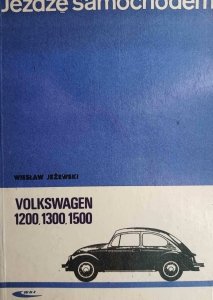 Jeżdżę samochodem
WIESŁAW JEŻEWSKI
VOLKSWAGEN
1200, 1300, 1500